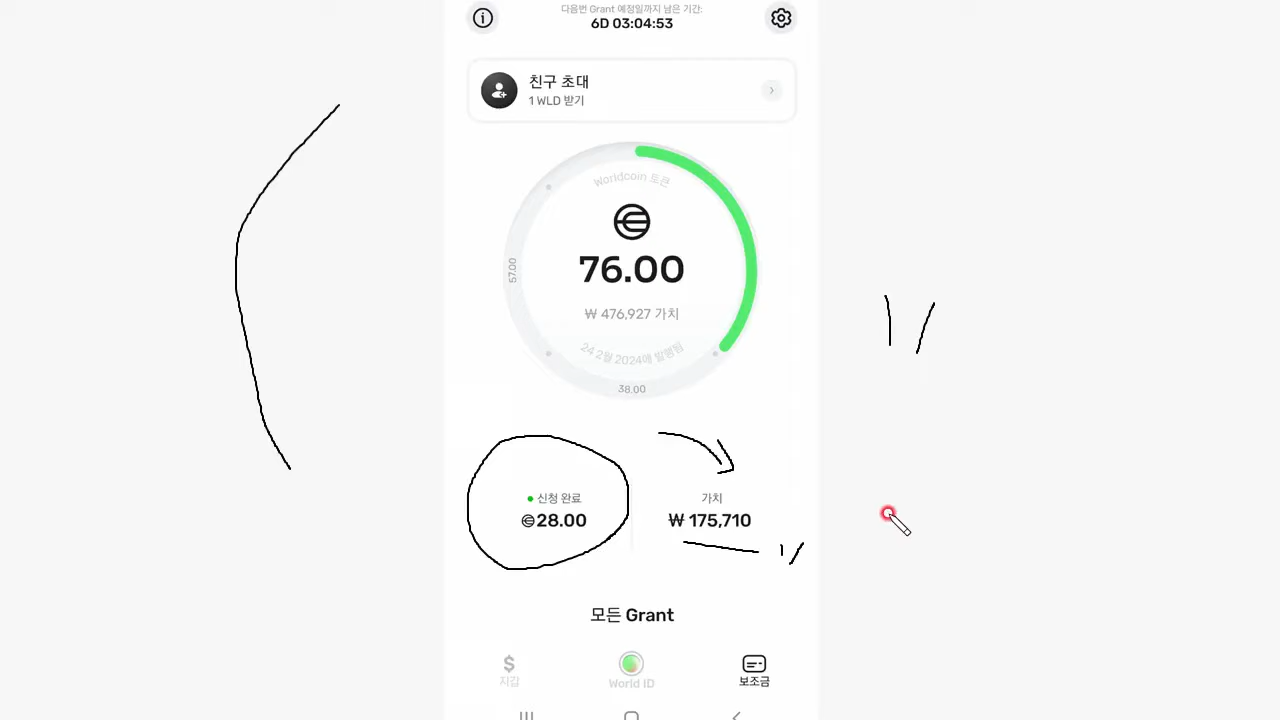 다음번 Grant 예정일까지 남은 기간:
6D 03:04:53
친구 초대
1 WLD 받기
Worldcoin 토큰
76.00
₩ 476,927 가치
57.00
24 2월 2024에 발행됨
38.00
신청 완료
28.00
가치
₩ 175,710
모든 Grant
지갑
World ID
보조금